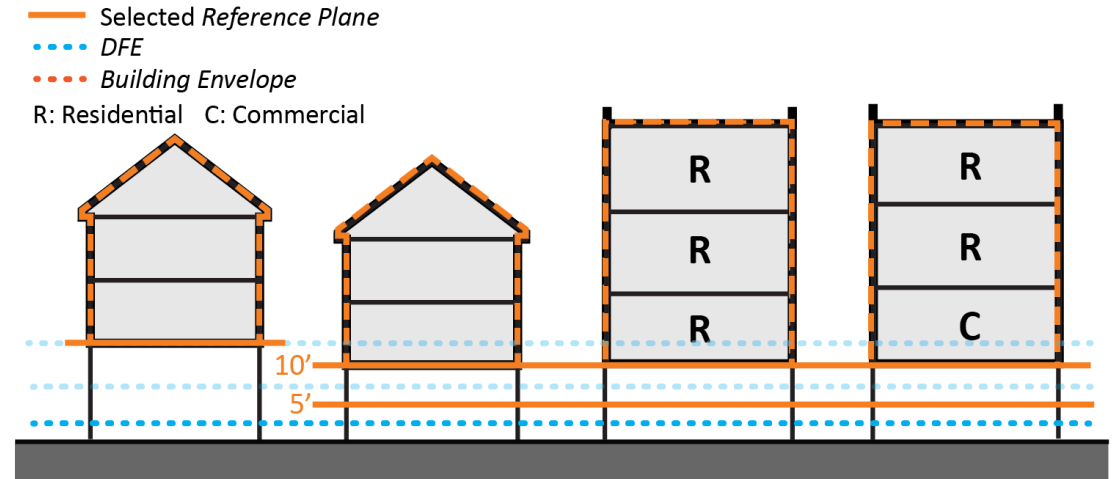 Selected Reference Plane
DFE
Building Envelope
R: Residential C: Commercial
R
R
R
R
R
C
10’
5’